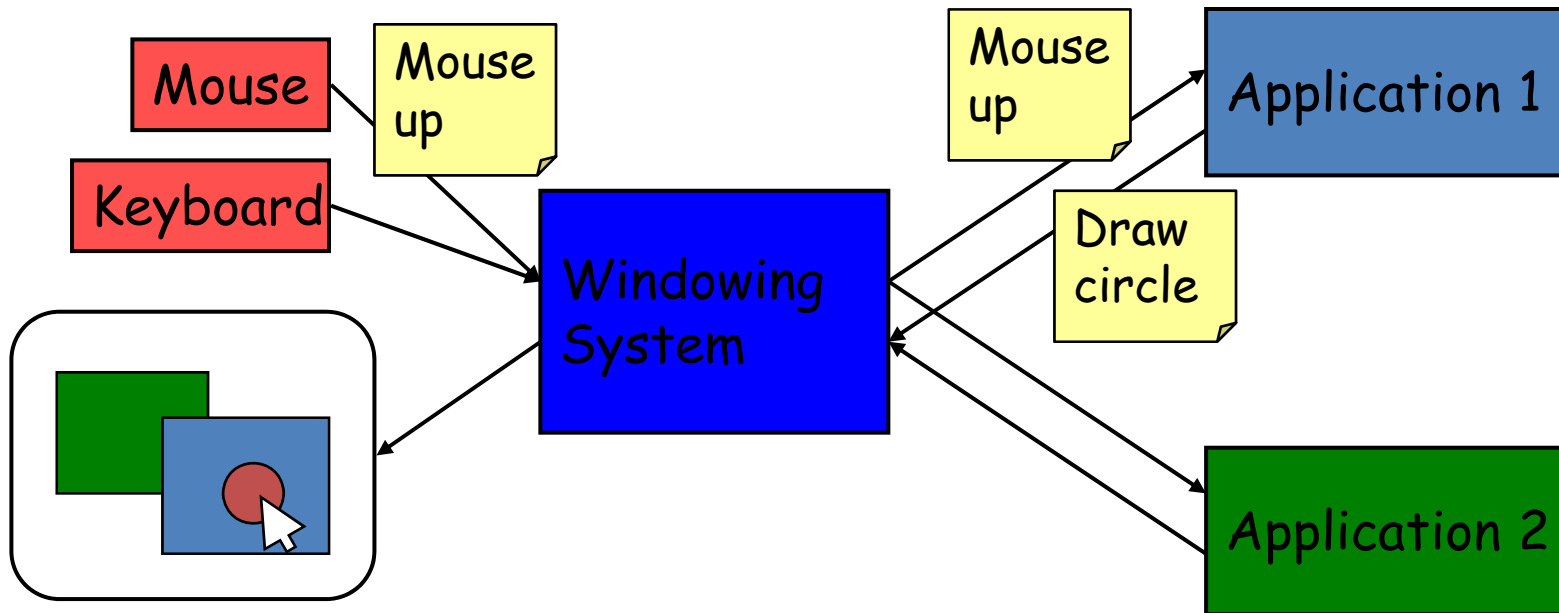 Mouse
Mouse
up
Mouse
up
Application 1
Keyboard
Draw
circle
Windowing
System
Application 2